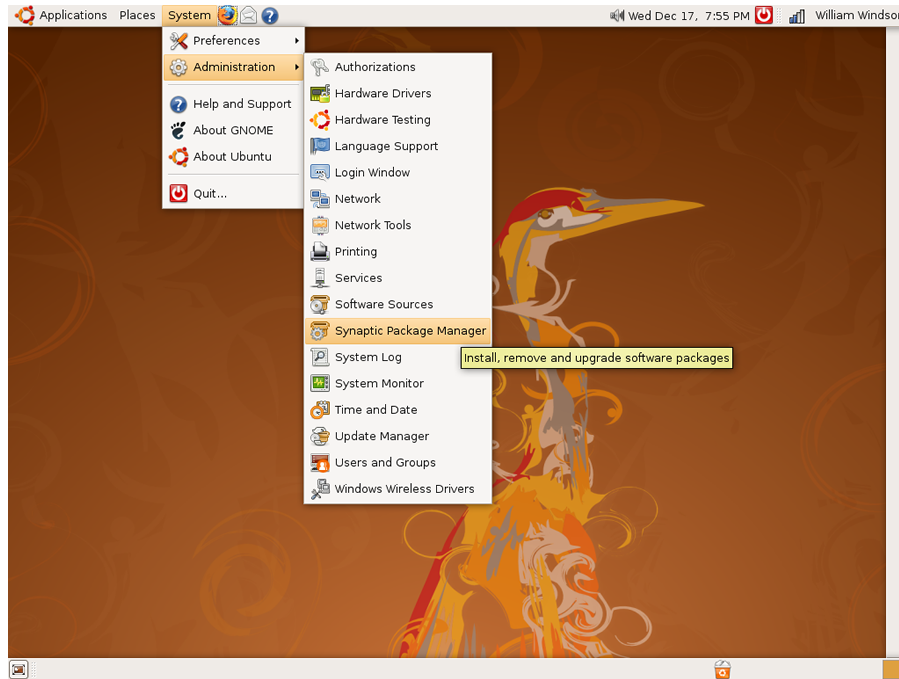 Applications Places System Wed Dec 17, 7:55 PM William Windsor
Preferences
Administration
Help and Support
About GNOME
About Ubuntu
Quit...
Authorizations
Hardware Drivers
Hardware Testing
Language Support
Login Window
Network
Network Tools
Printing
Services
Software Sources
Synaptic Package Manager
Install, remove and upgrade software packages
System Log
System Monitor
Time and Date
Update Manager
Users and Groups
Windows Wireless Drivers